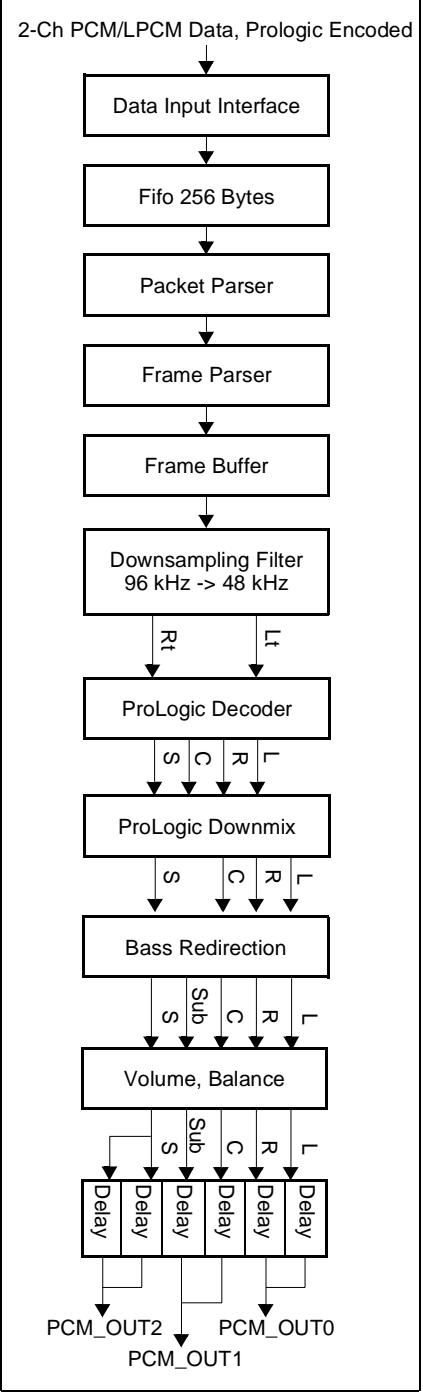 2-Ch PCM/LPCM Data, Prologic Encoded
Data Input Interface
Fifo 256 Bytes
Packet Parser
Frame Parser
Frame Buffer
Downsampling Filter
96 kHz -> 48 kHz
Rt
Lt
ProLogic Decoder
S
C
R
L
ProLogic Downmix
S
C
R
L
Bass Redirection
S
Sub
C
R
L
Volume, Balance
S
Sub
C
R
L
Delay
Delay
Delay
Delay
Delay
Delay
PCM_OUT2
PCM_OUT0
PCM_OUT1